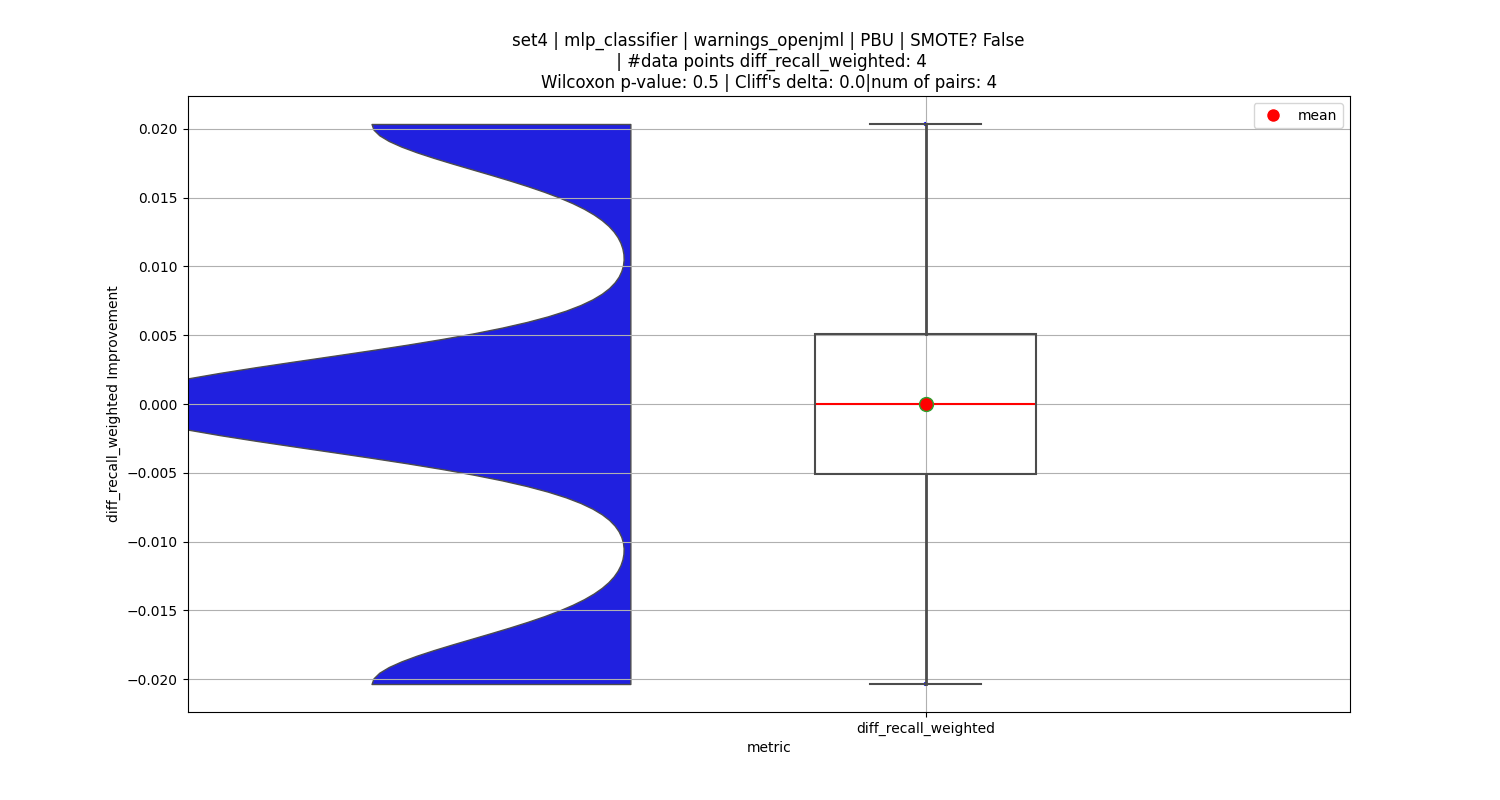 set4 | mlp_classifier | warnings_openjml | PBU | SMOTE? False
| #data points diff_recall_weighted: 4
Wilcoxon p-value: 0.5 | Cliff's delta: 0.0|num of pairs: 4
mean
0.020
0.015
0.010
0.005
0.000
−0.005
−0.010
−0.015
−0.020
diff_recall_weighted Improvement
diff_recall_weighted
metric